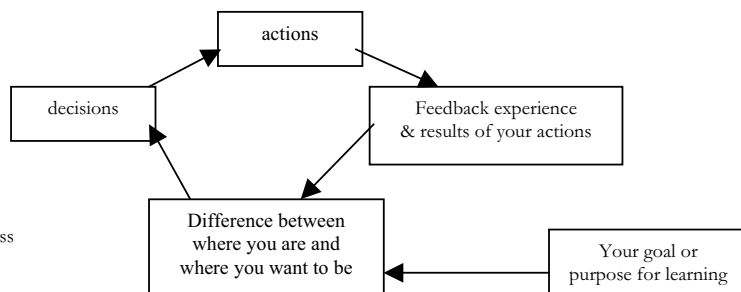 actions
decisions
Feedback experience
& results of your actions
Difference between
where you are and
where you want to be
ss
Your goal or
purpose for learning